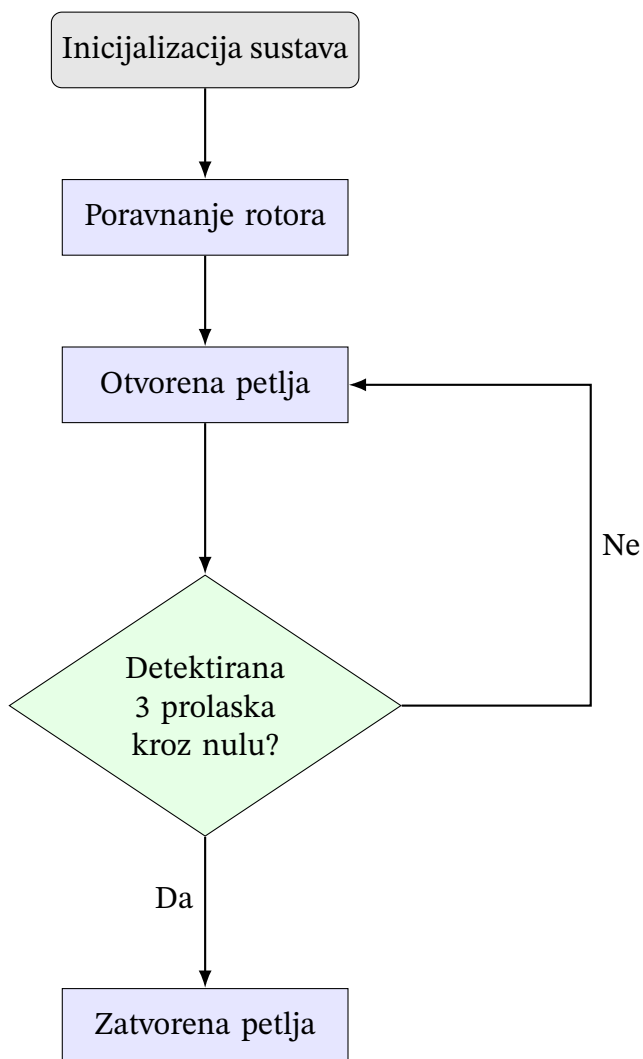 Inicijalizacija sustava
Poravnanje rotora
Otvorena petlja
Ne
Detektirana
3 prolaska
kroz nulu?
Da
Zatvorena petlja